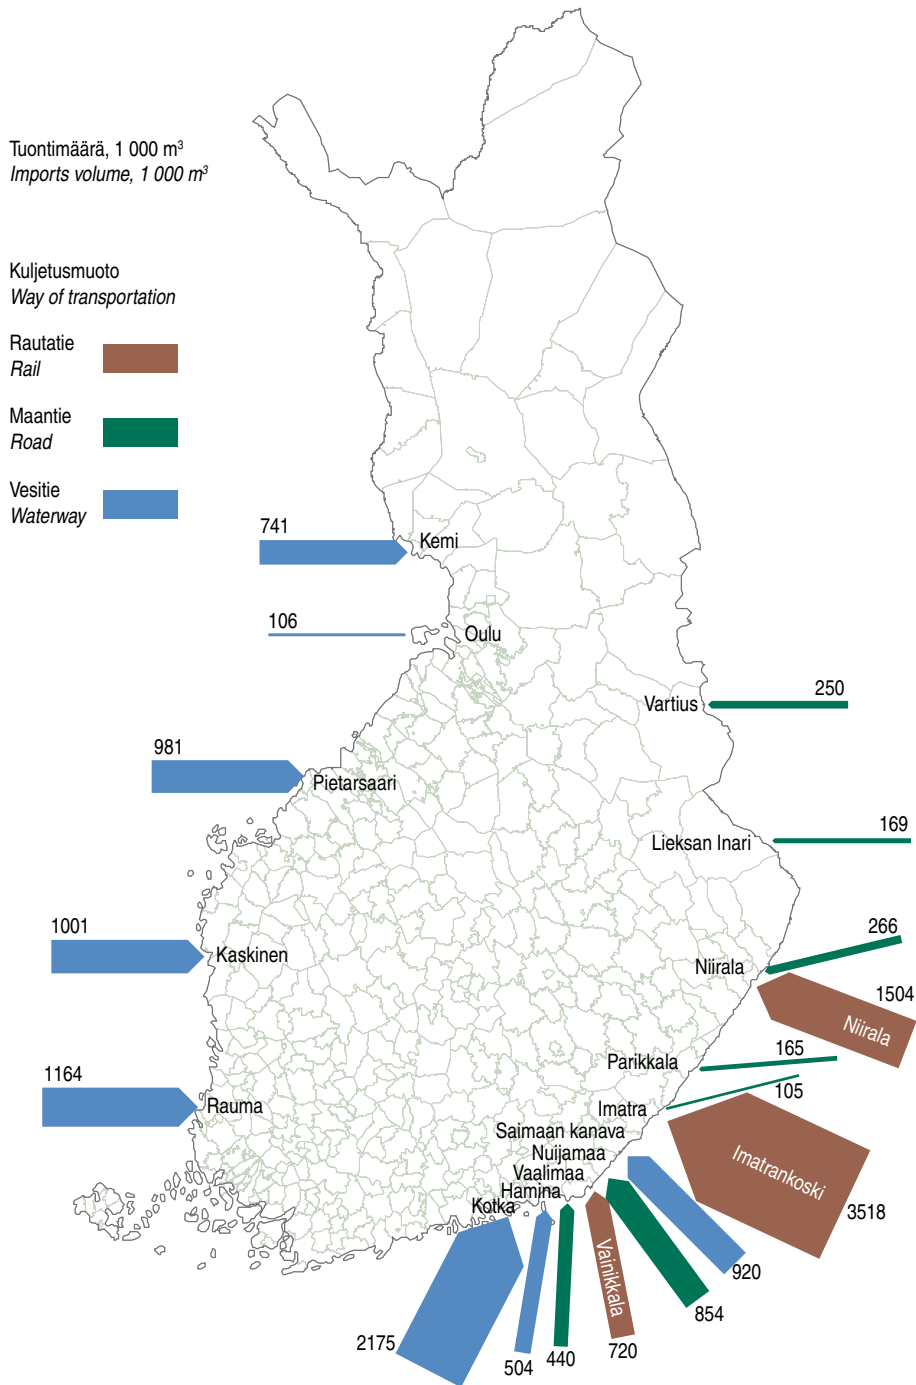 Tuontimäärä, 1 000 m³
Imports volume, 1 000 m³
Kuljetusmuoto
Way of transportation
Rautatie
Rail
Maantie
Road
Vesitie
Waterway
741
Kemi
106
Oulu
Vartius
250
981
Pietarsaari
Lieksan Inari
169
1001
Kaskinen
266
Niirala
1504
Niirala
Parikkala
165
105
1164
Rauma
Imatra
Saimaan kanava
Nuijamaa
Vaalimaa
Hamina
Kotka
Imatrankoski
3518
Vainikkala
920
854
2175
504
440
720